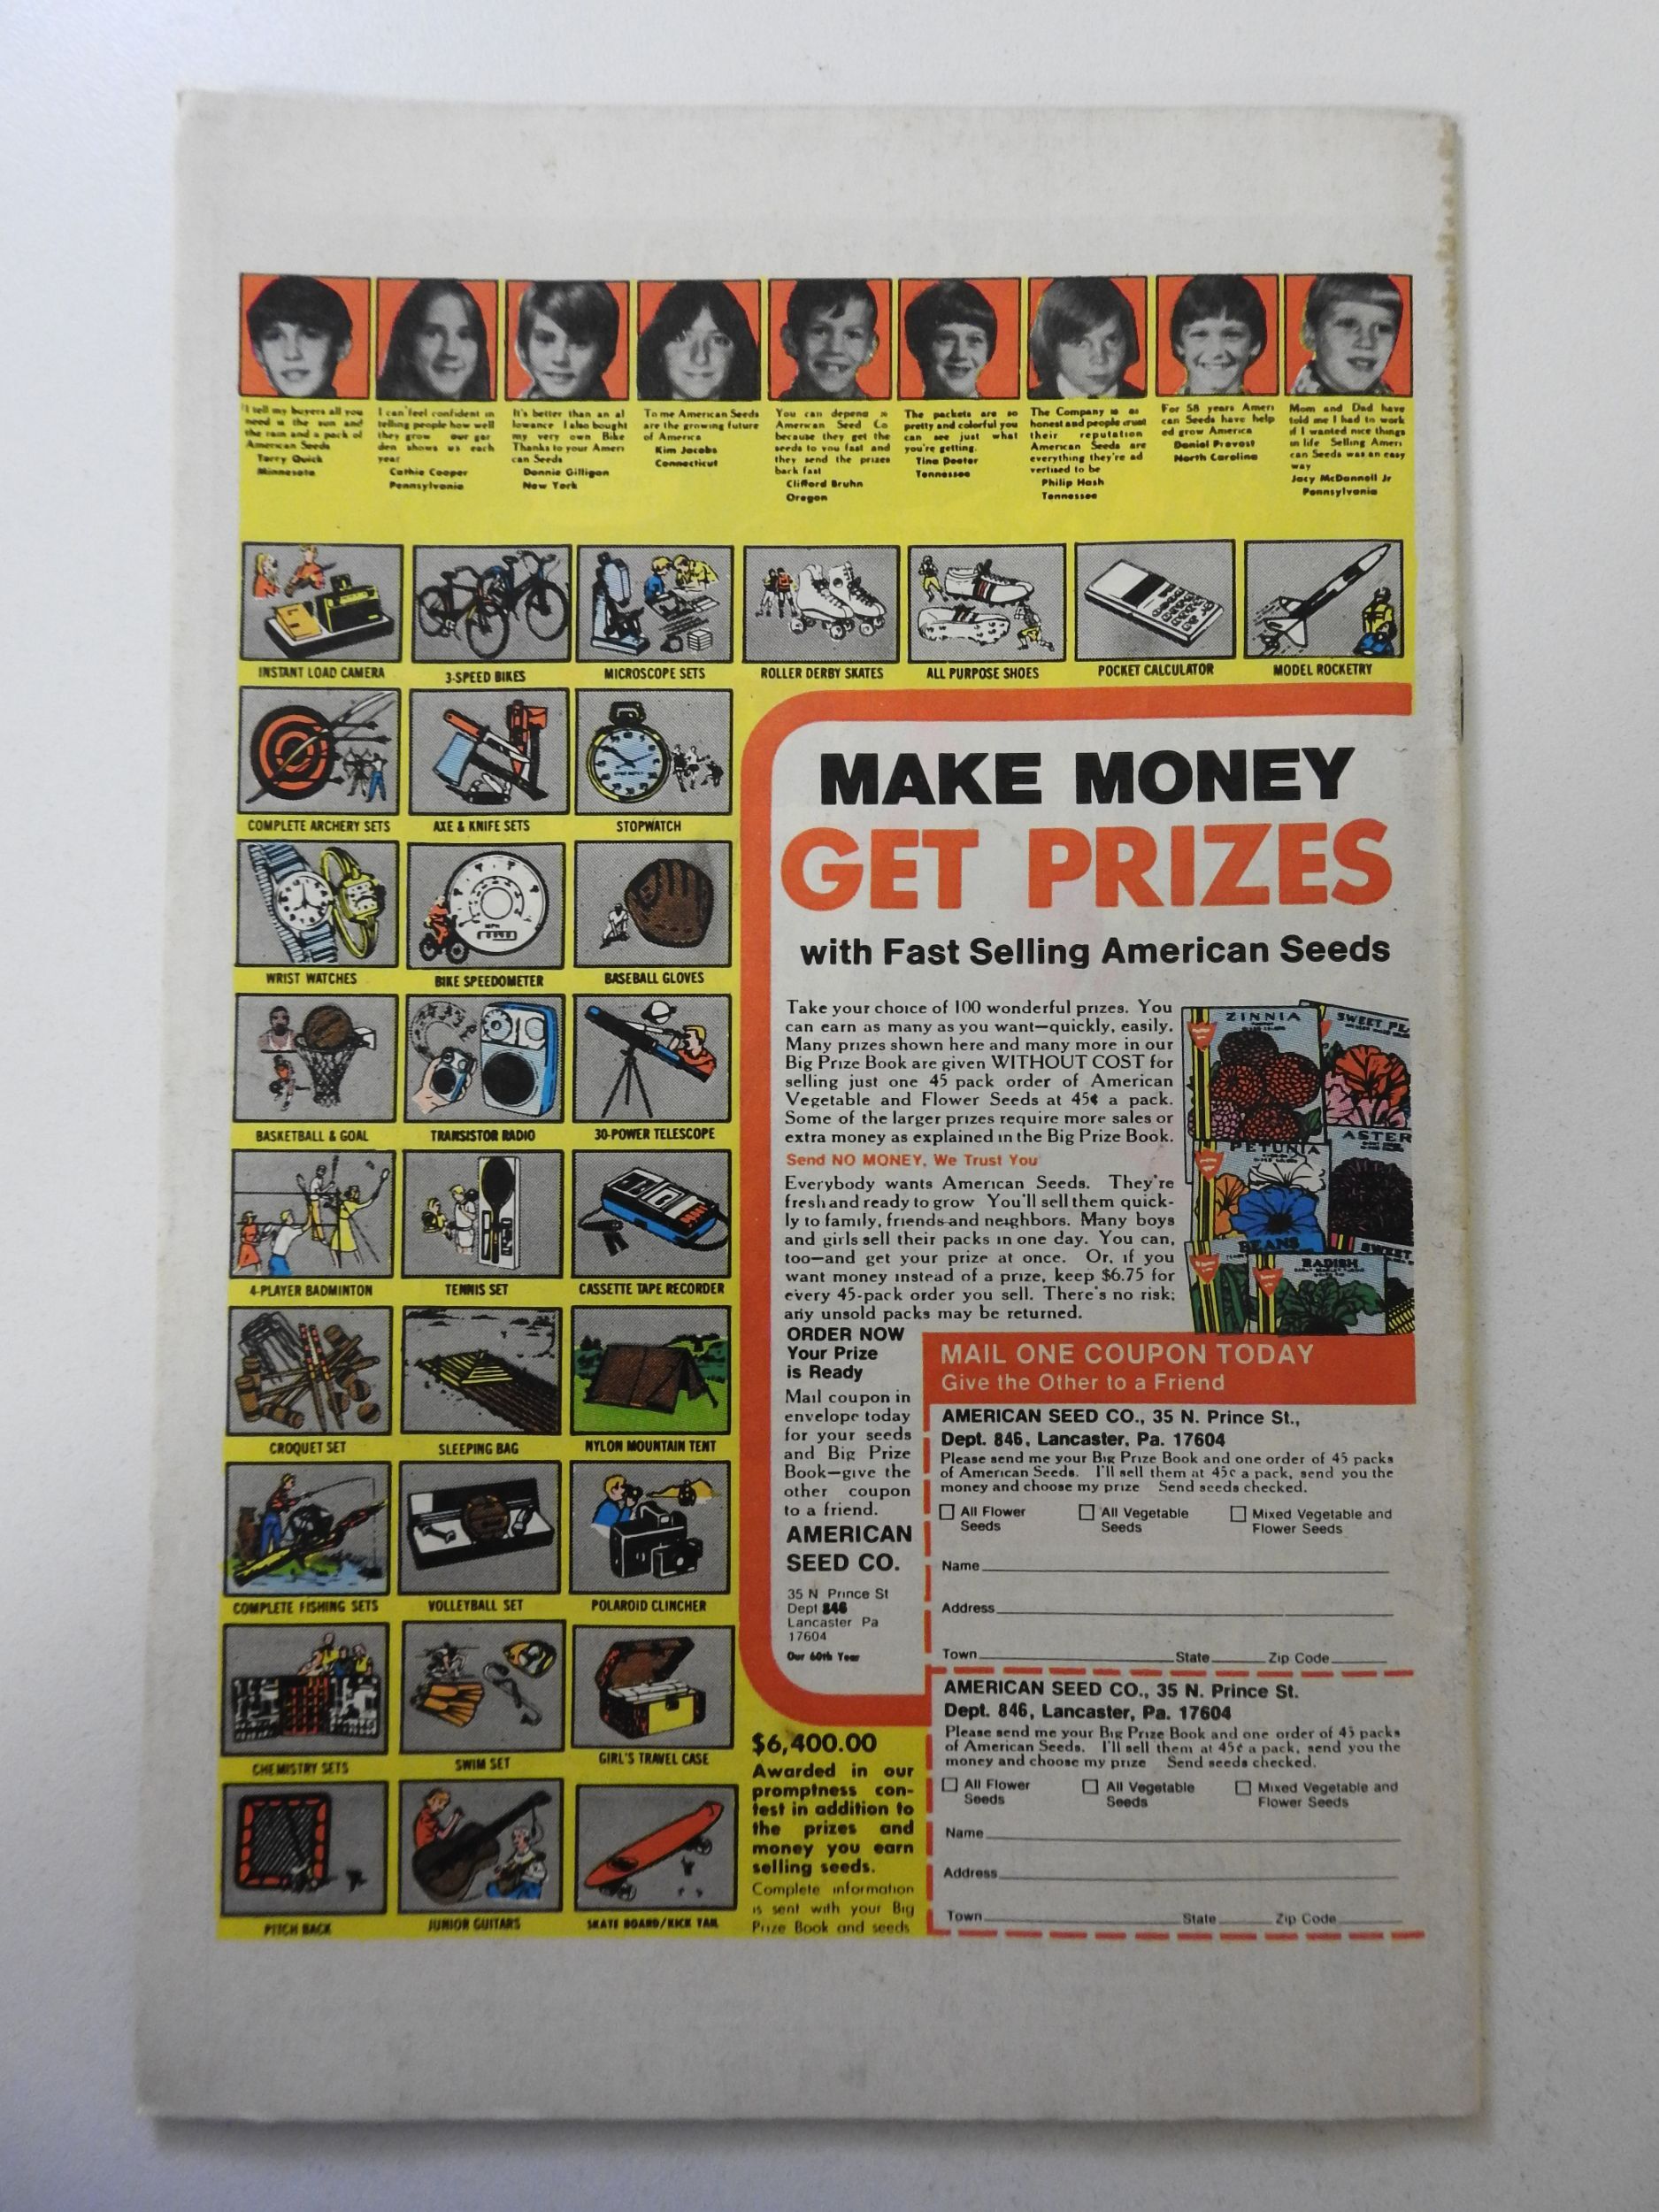 I tell my buyers all you
need is the sun and
the rain and a pack of
American Seeds
Terry Quick
Minnesota
I can feel confident in
telling people how well
they grow our gar
den shows us each
year
Cathie Cooper
Pennsylvania
It's better than an al
lowance I also bought
my very own Bike
Thanks to your Ameri
can Seeds
Donnie Gilligan
New York
To me American Seeds
are the growing future
of America
Kim Jacobs
Connecticut
You can depend on
American Seed Co
because they get the
seeds to you fast and
they send the prizes
back fast
Clifford Bruhn
Oregon
The packets are so
pretty and colorful you
can see just what
you're getting.
Tina Deeter
Tennessee
The Company is as
honest and people trust
their reputation
American Seeds are
everything they're ad
vertised to be
Philip Hash
Tennessee
For 58 years Ameri
can Seeds have help
ed grow America
Daniel Provost
North Carolina
Mom and Dad have
told me I had to work
if I wanted nice things
in life Selling Ameri
can Seeds was an easy
way
Jacy McDannell Jr
Pennsylvania
INSTANT LOAD CAMERA
3-SPEED BIKES
MICROSCOPE SETS
ROLLER DERBY SKATES
ALL PURPOSE SHOES
POCKET CALCULATOR
MODEL ROCKETRY
COMPLETE ARCHERY SETS
AXE & KNIFE SETS
STOPWATCH
WRIST WATCHES
BIKE SPEEDOMETER
BASEBALL GLOVES
BASKETBALL & GOAL
TRANSISTOR RADIO
30-POWER TELESCOPE
4-PLAYER BADMINTON
TENNIS SET
CASSETTE TAPE RECORDER
CROQUET SET
SLEEPING BAG
NYLON MOUNTAIN TENT
COMPLETE FISHING SETS
VOLLEYBALL SET
POLAROID CLINCHER
CHEMISTRY SETS
SWIM SET
GIRL'S TRAVEL CASE
PITCH BACK
JUNIOR GUITARS
SKATE BOARD/KICK TAIL
MAKE MONEY
GET PRIZES
with Fast Selling American Seeds
Take your choice of 100 wonderful prizes. You
can earn as many as you want—quickly, easily.
Many prizes shown here and many more in our
Big Prize Book are given WITHOUT COST for
selling just one 45 pack order of American
Vegetable and Flower Seeds at 45¢ a pack.
Some of the larger prizes require more sales or
extra money as explained in the Big Prize Book.
Send NO MONEY, We Trust You
Everybody wants American Seeds. They're
fresh and ready to grow You'll sell them quick-
ly to family, friends and neighbors. Many boys
and girls sell their packs in one day. You can,
too—and get your prize at once. Or, if you
want money instead of a prize, keep $6.75 for
every 45-pack order you sell. There's no risk;
any unsold packs may be returned.
ZINNIA
SWEET PE
PETUNIA
ASTER
BEANS
RADISH
SWEET
ORDER NOW
Your Prize
is Ready
Mail coupon in
envelope today
for your seeds
and Big Prize
Book—give the
other coupon
to a friend.
AMERICAN
SEED CO.
35 N Prince St
Dept 846
Lancaster Pa
17604
Our 60th Year
MAIL ONE COUPON TODAY
Give the Other to a Friend
AMERICAN SEED CO., 35 N. Prince St.,
Dept. 846, Lancaster, Pa. 17604
Please send me your Big Prize Book and one order of 45 packs
of American Seeds. I'll sell them at 45¢ a pack, send you the
money and choose my prize Send seeds checked.
All Flower Seeds
All Vegetable Seeds
Mixed Vegetable and Flower Seeds
Name
Address
Town State Zip Code
AMERICAN SEED CO., 35 N. Prince St.
Dept. 846, Lancaster, Pa. 17604
Please send me your Big Prize Book and one order of 45 packs
of American Seeds. I'll sell them at 45¢ a pack, send you the
money and choose my prize Send seeds checked.
All Flower Seeds
All Vegetable Seeds
Mixed Vegetable and Flower Seeds
Name
Address
Town State Zip Code
$6,400.00
Awarded in our
promptness con-
test in addition to
the prizes and
money you earn
selling seeds.
Complete information
is sent with your Big
Prize Book and seeds